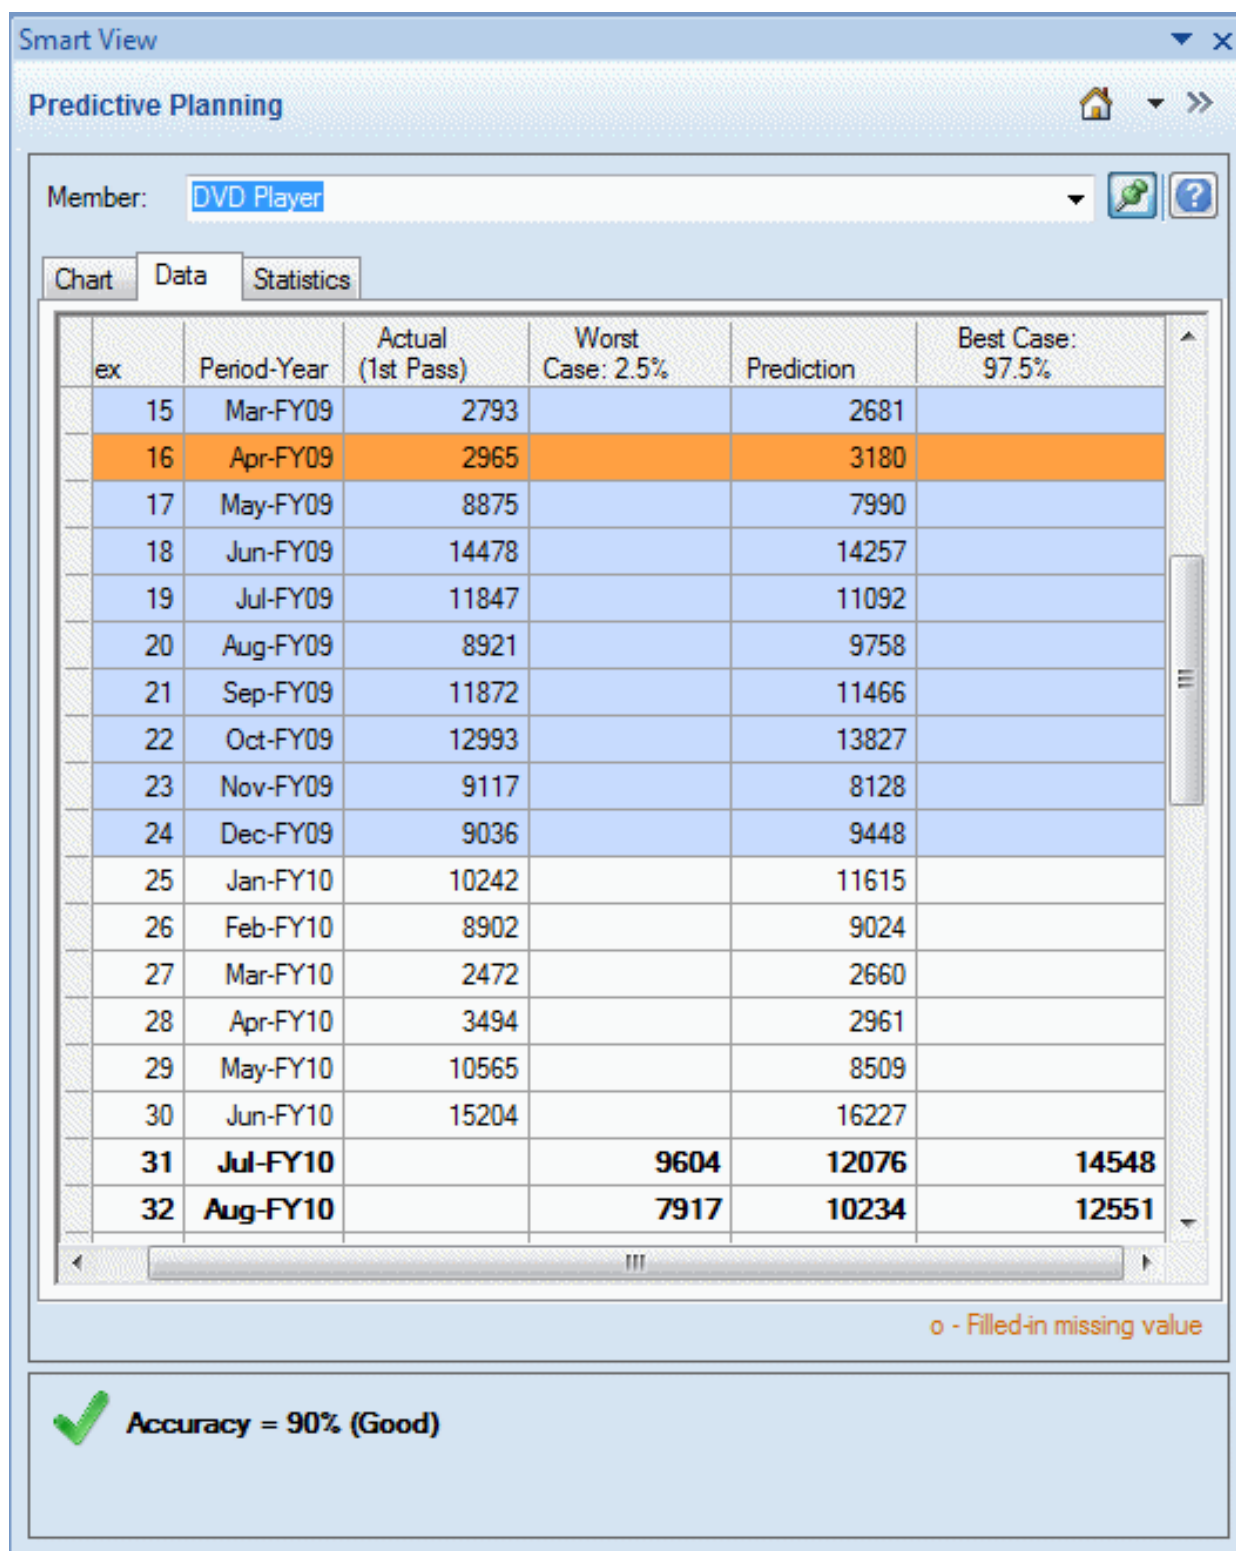 Smart View
Predictive Planning
Member: DVD Player
Chart Data Statistics
ex Period-Year Actual (1st Pass) Worst Case: 2.5% Prediction Best Case: 97.5%
15 Mar-FY09 2793 2681
16 Apr-FY09 2965 3180
17 May-FY09 8875 7990
18 Jun-FY09 14478 14257
19 Jul-FY09 11847 11092
20 Aug-FY09 8921 9758
21 Sep-FY09 11872 11466
22 Oct-FY09 12993 13827
23 Nov-FY09 9117 8128
24 Dec-FY09 9036 9448
25 Jan-FY10 10242 11615
26 Feb-FY10 8902 9024
27 Mar-FY10 2472 2660
28 Apr-FY10 3494 2961
29 May-FY10 10565 8509
30 Jun-FY10 15204 16227
31 Jul-FY10 9604 12076 14548
32 Aug-FY10 7917 10234 12551
o - Filled-in missing value
Accuracy = 90% (Good)